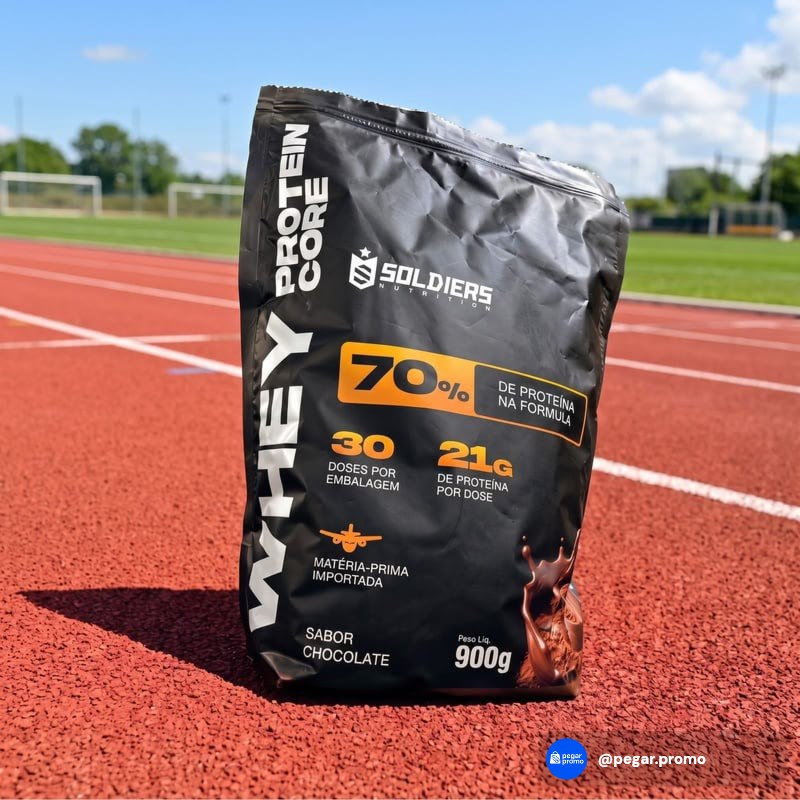 WHEY
PROTEIN
CORE
SOLDIERS
NUTRITION
70%
DE PROTEÍNA
NA FORMULA
30
DOSES POR
EMBALAGEM
21G
DE PROTEÍNA
POR DOSE
MATÉRIA-PRIMA
IMPORTADA
SABOR
CHOCOLATE
Peso Líq.
900g
pegar
promo
@pegar.promo